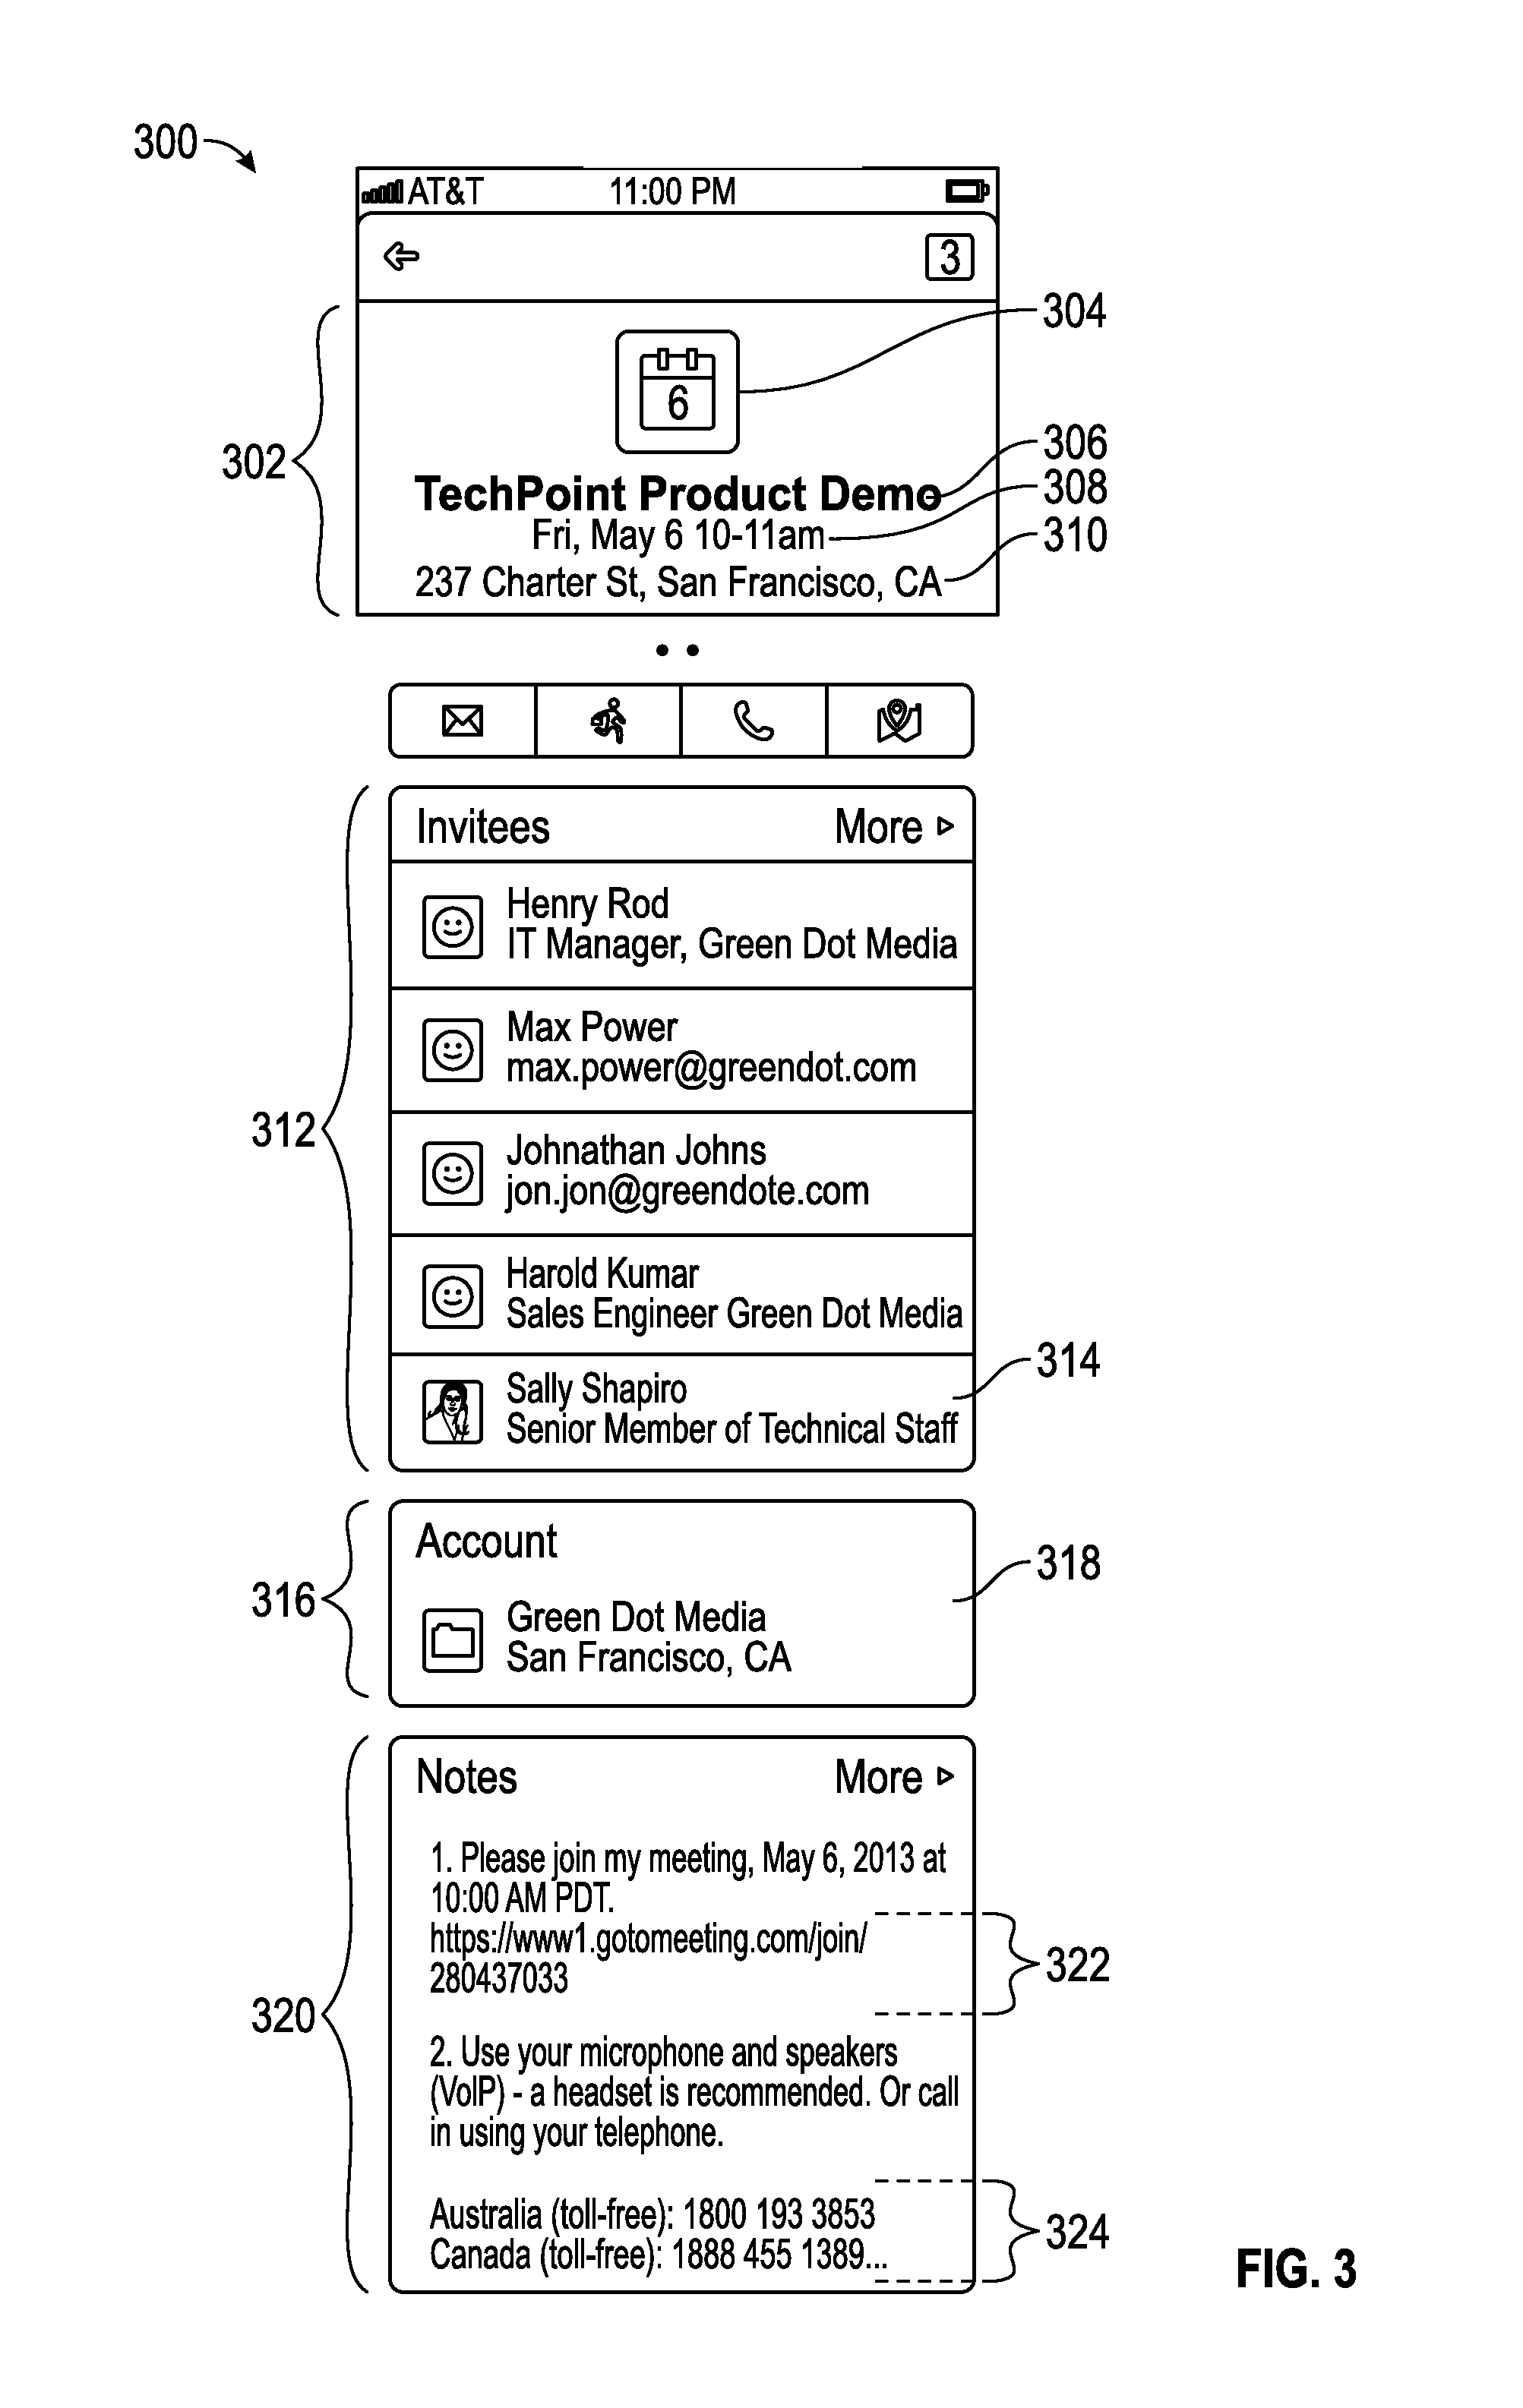 300
AT&T 11:00 PM
3
304
6
302
306
TechPoint Product Demo
308
Fri, May 6 10-11am
310
237 Charter St, San Francisco, CA
Invitees More
Henry Rod
IT Manager, Green Dot Media
Max Power
max.power@greendot.com
312
Johnathan Johns
jon.jon@greendote.com
Harold Kumar
Sales Engineer Green Dot Media
314
Sally Shapiro
Senior Member of Technical Staff
Account
318
316
Green Dot Media
San Francisco, CA
Notes More
1. Please join my meeting, May 6, 2013 at
10:00 AM PDT.
https://www1.gotomeeting.com/join/
280437033
322
320
2. Use your microphone and speakers
(VoIP) - a headset is recommended. Or call
in using your telephone.
Australia (toll-free): 1800 193 3853
Canada (toll-free): 1888 455 1389...
324
FIG. 3